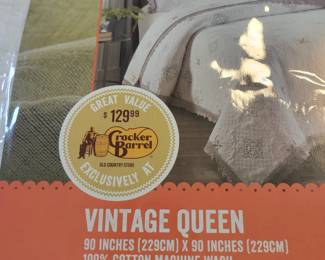 GREAT VALUE
$129.99
Cracker Barrel
OLD COUNTRY STORE
EXCLUSIVELY AT
VINTAGE QUEEN
90 INCHES (229CM) X 90 INCHES (229CM)
100% COTTON MACHINE WASH